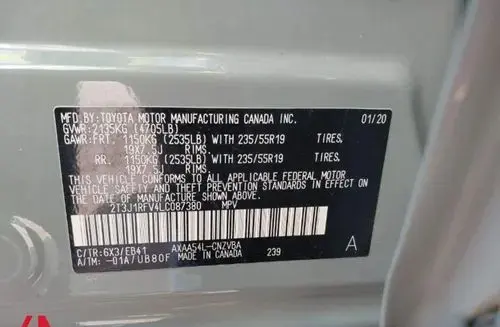 MFD.BY:TOYOTA MOTOR MANUFACTURING CANADA INC. 01/20
GVWR:2135KG (4705LB)
GAWR:FRT. 1150KG (2535LB) WITH 235/55R19 TIRES.
19X7.5J RIMS.
RR. 1150KG (2535LB) WITH 235/55R19 TIRES.
19X7.5J RIMS.
THIS VEHICLE CONFORMS TO ALL APPLICABLE FEDERAL MOTOR
VEHICLE SAFETY AND THEFT PREVENTION STANDARDS IN EFFECT
ON THE DATE OF MANUFACTURE SHOWN ABOVE.
2T3J1RFV4LC087380 MPV
C/TR:6X3/EB41 AXAA54L-CNZVBA A
A/TM: -01A/UB80F MADE IN CANADA 239